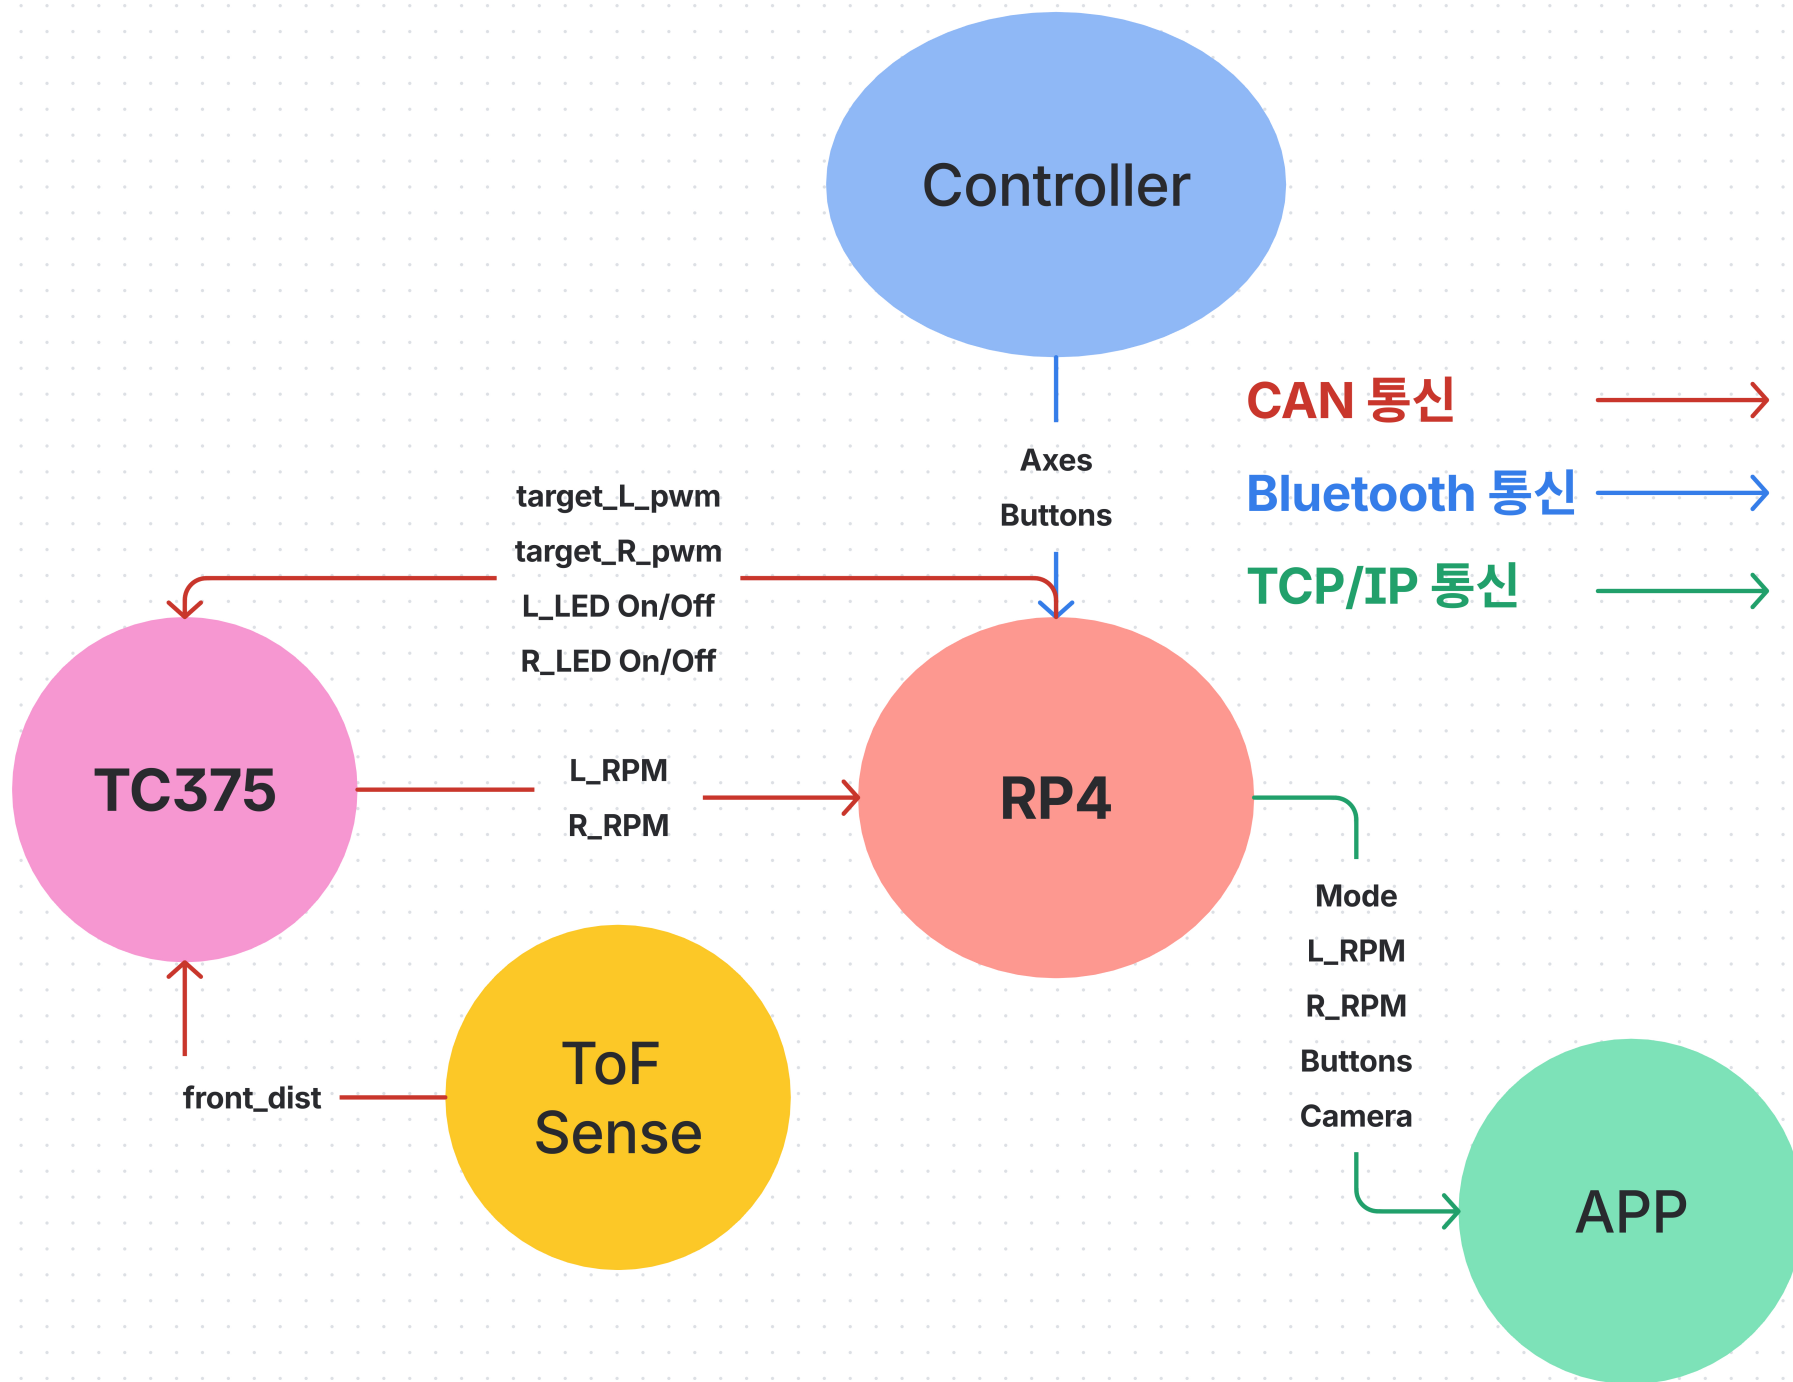 Controller
CAN 통신
Bluetooth 통신
TCP/IP 통신
Axes
Buttons
target_L_pwm
target_R_pwm
L_LED On/Off
R_LED On/Off
TC375
L_RPM
R_RPM
RP4
Mode
L_RPM
R_RPM
Buttons
Camera
front_dist
ToF
Sense
APP